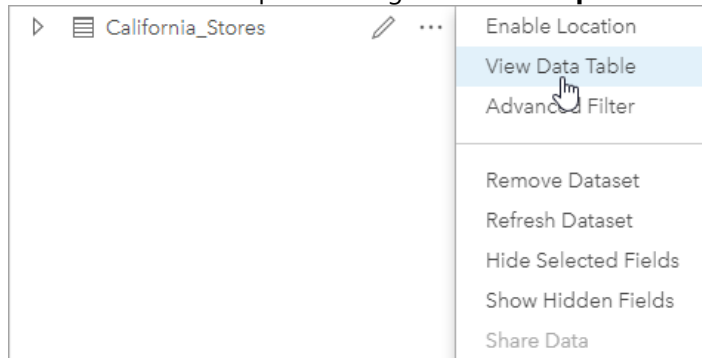 California_Stores
Enable Location
View Data Table
Advanced Filter
Remove Dataset
Refresh Dataset
Hide Selected Fields
Show Hidden Fields
Share Data